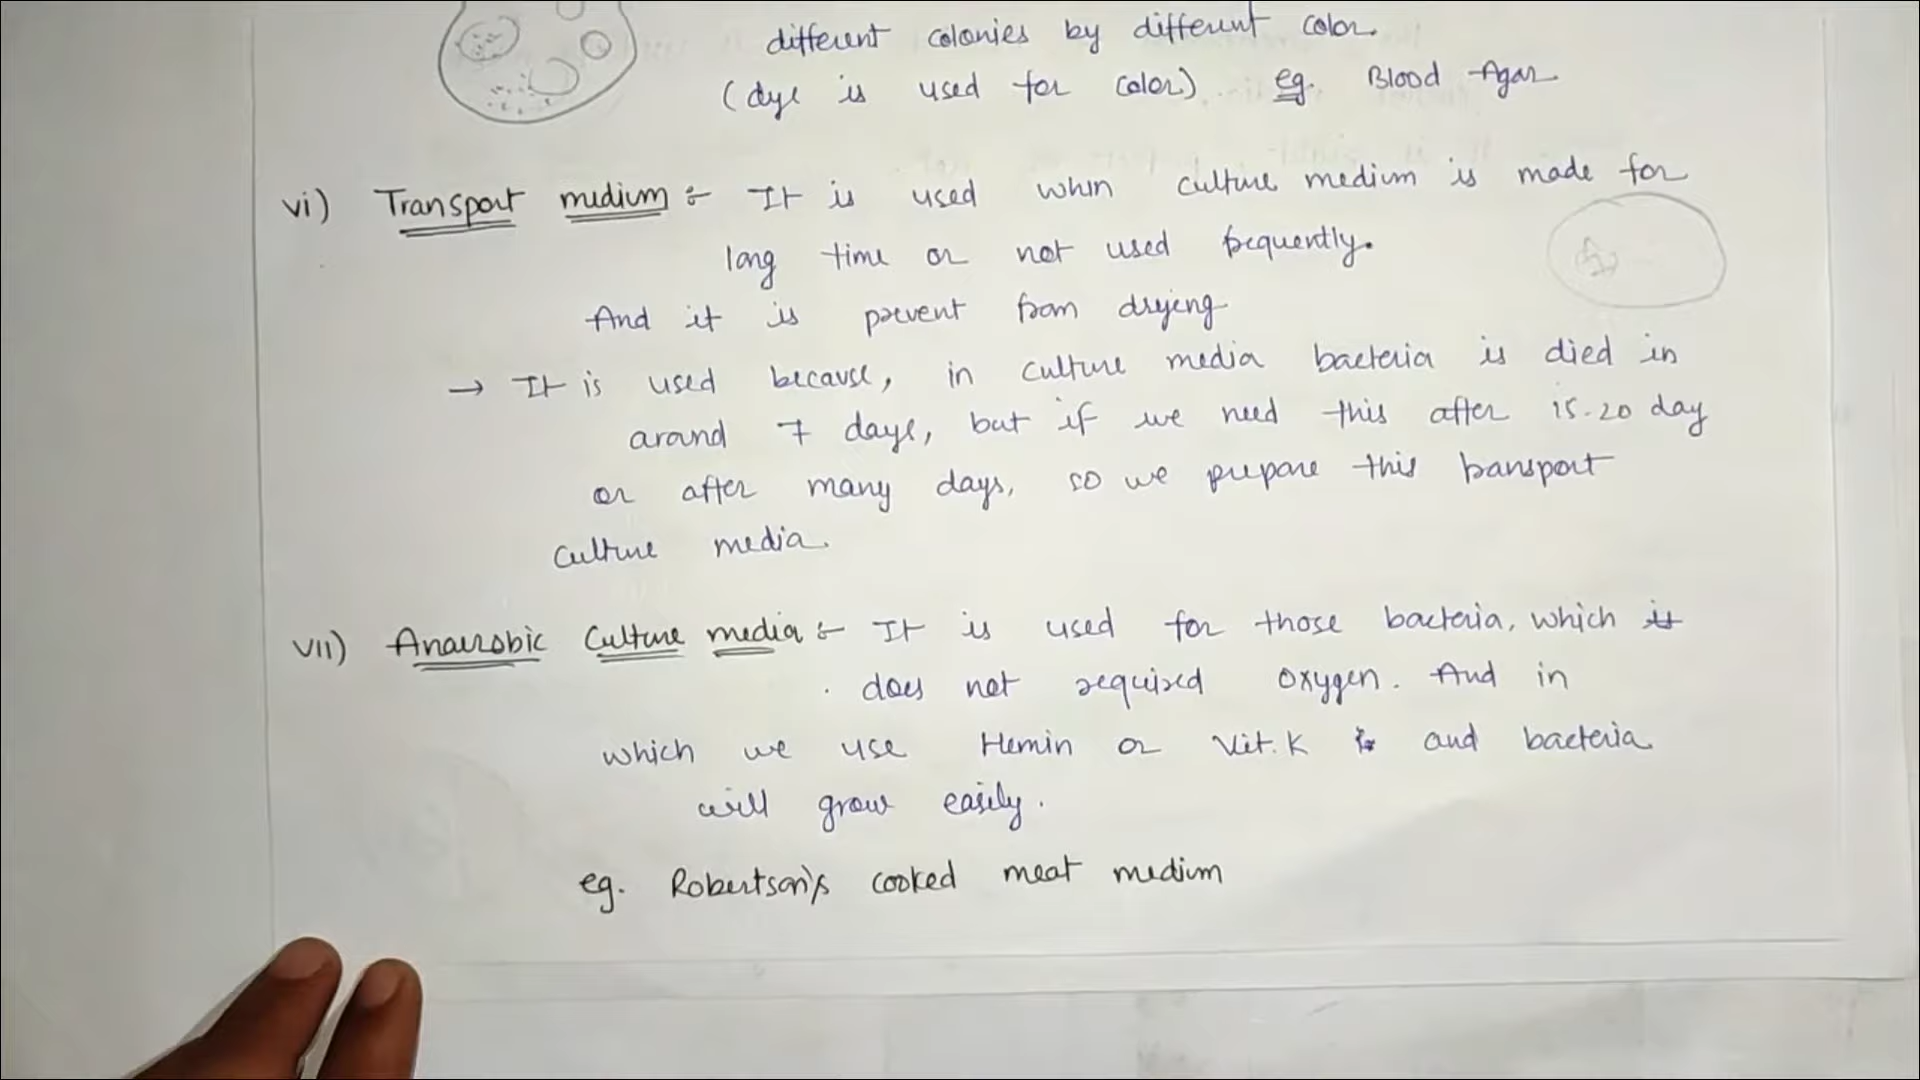 different colonies by different color.
(dye is used for color). eg. Blood Agar
vi) Transport medium :- It is used when culture medium is made for
long time or not used frequently.
And it is prevent from drying
→ It is used because, in culture media bacteria is died in
around 7 days, but if we need this after 15-20 day
or after many days, so we prepare this transport
culture media.
vii) Anaerobic Culture media :- It is used for those bacteria, which is
does not required oxygen. And in
which we use Hemin or Vit. K and bacteria
will grow easily.
eg. Robertson's cooked meat medium